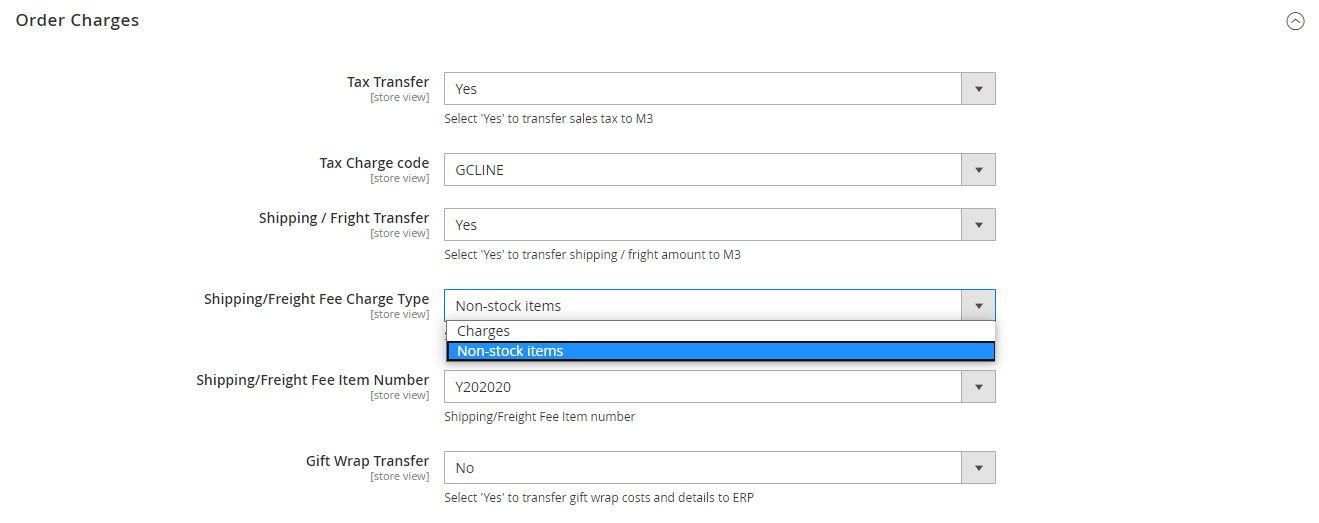 Order Charges
Tax Transfer
[store view]
Yes
Select 'Yes' to transfer sales tax to M3
Tax Charge code
[store view]
GCLINE
Shipping / Fright Transfer
[store view]
Yes
Select 'Yes' to transfer shipping / fright amount to M3
Shipping/Freight Fee Charge Type
[store view]
Non-stock items
Charges
Non-stock items
Shipping/Freight Fee Item Number
[store view]
Y202020
Shipping/Freight Fee Item number
Gift Wrap Transfer
[store view]
No
Select 'Yes' to transfer gift wrap costs and details to ERP